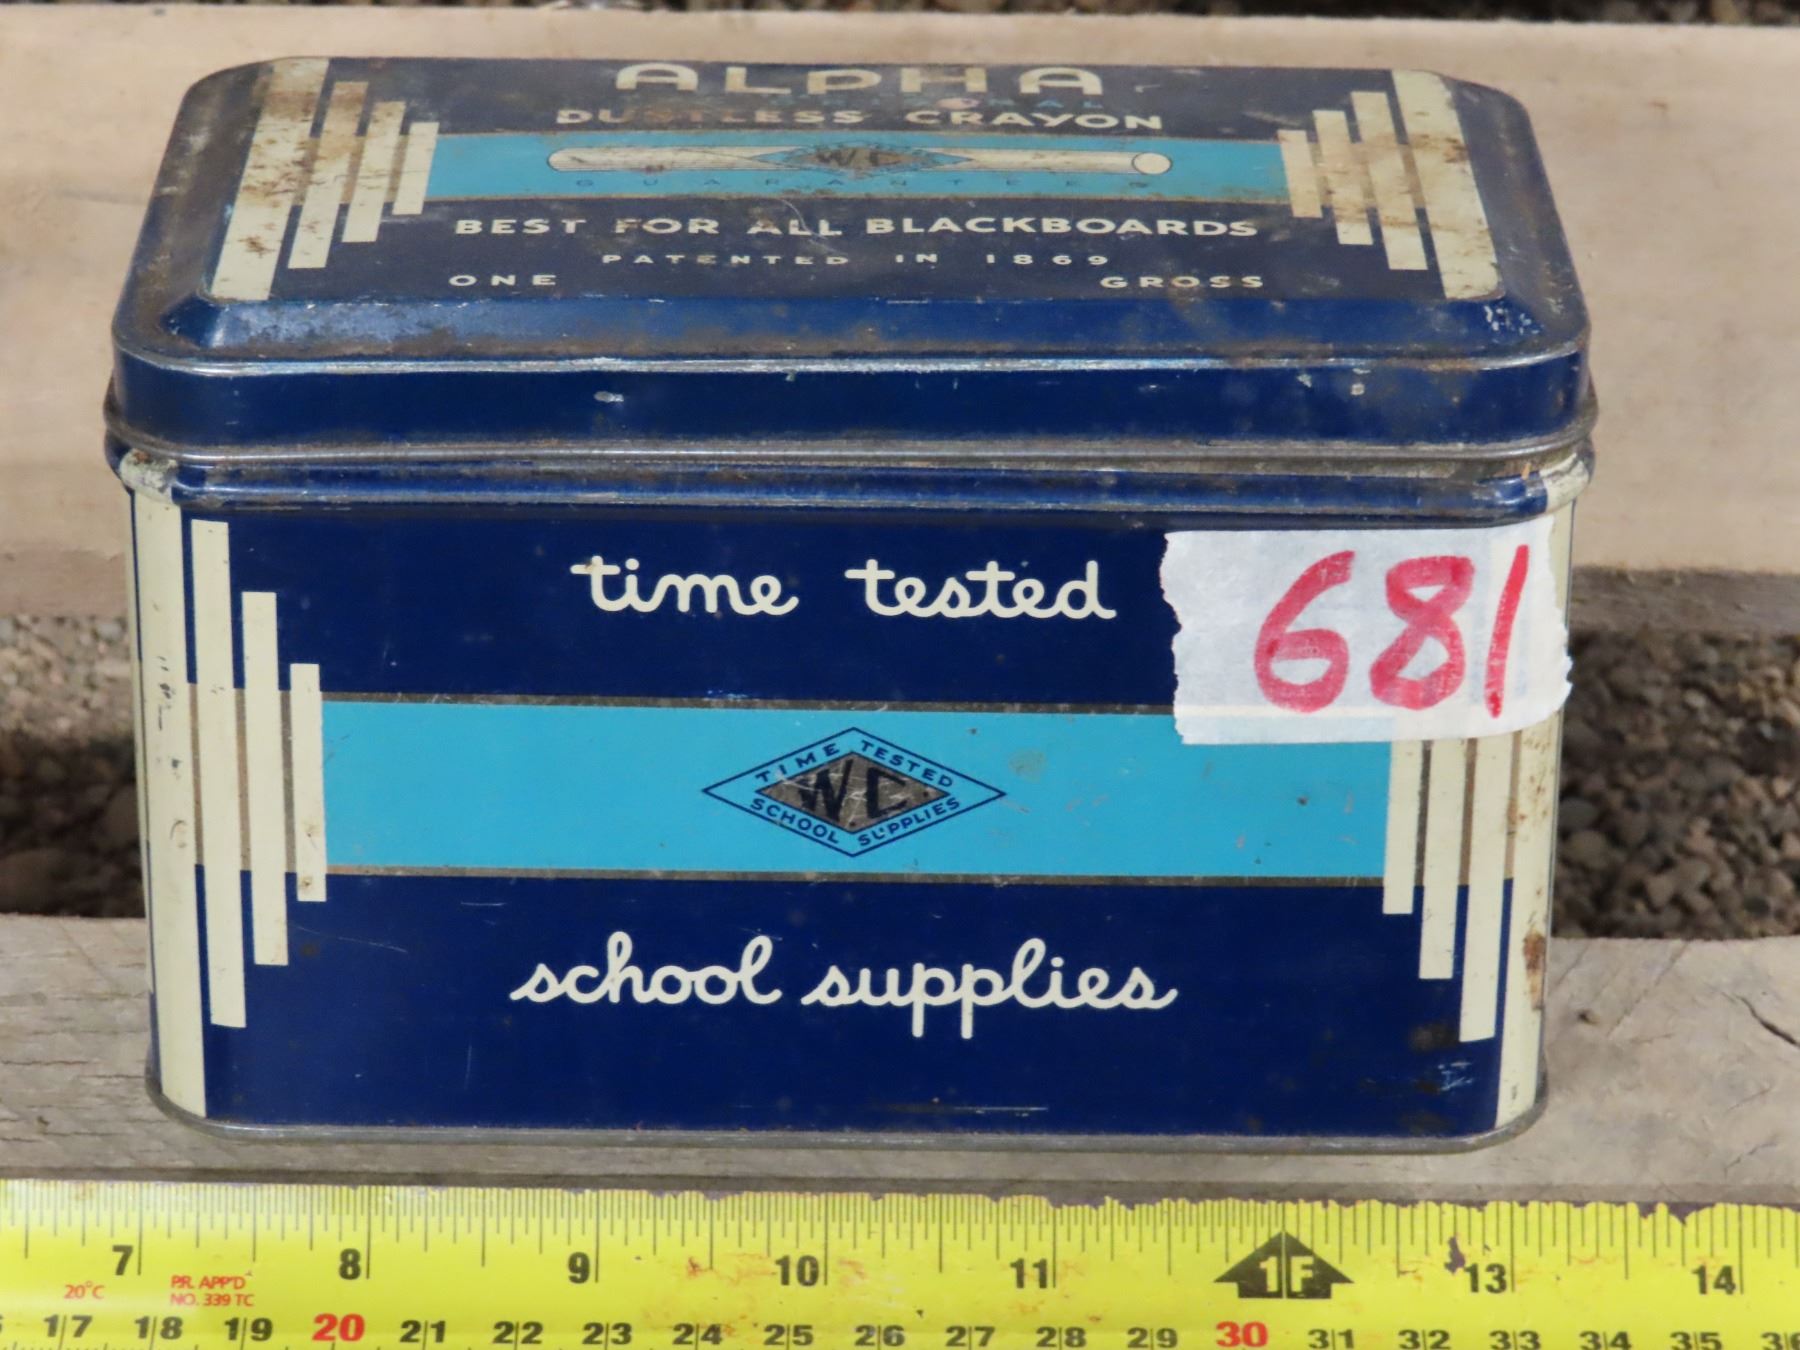 ALPHA
ORIGINAL
DUSTLESS CRAYON
W.C.
GUARANTEED
BEST FOR ALL BLACKBOARDS
PATENTED IN 1869
ONE GROSS
time tested
681
TIME TESTED
W.C.
SCHOOL SUPPLIES
school supplies
7 8 9 10 11 1F 13 14
20°C
P.R. APP'D
NO. 339 TC
17 18 19 20 21 22 23 24 25 26 27 28 29 30 31 32 33 34 35 36